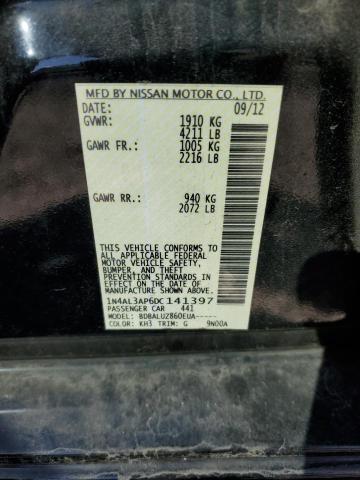 MFD BY NISSAN MOTOR CO., LTD.
DATE: 09/12
GVWR: 1910 KG
4211 LB
GAWR FR.: 1005 KG
2216 LB
GAWR RR.: 940 KG
2072 LB
THIS VEHICLE CONFORMS TO
ALL APPLICABLE FEDERAL
MOTOR VEHICLE SAFETY,
BUMPER, AND THEFT
PREVENTION STANDARDS
IN EFFECT ON THE DATE OF
MANUFACTURE SHOWN ABOVE.
1N4AL3AP6DC141397
PASSENGER CAR 441
MODEL: BDBALUZ860EUA-----
COLOR: KH3 TRIM: G 9N00A